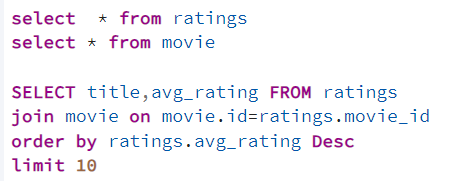 select  * from ratings
select * from movie
SELECT title,avg_rating FROM ratings
join movie on movie.id=ratings.movie_id
order by ratings.avg_rating Desc
limit 10